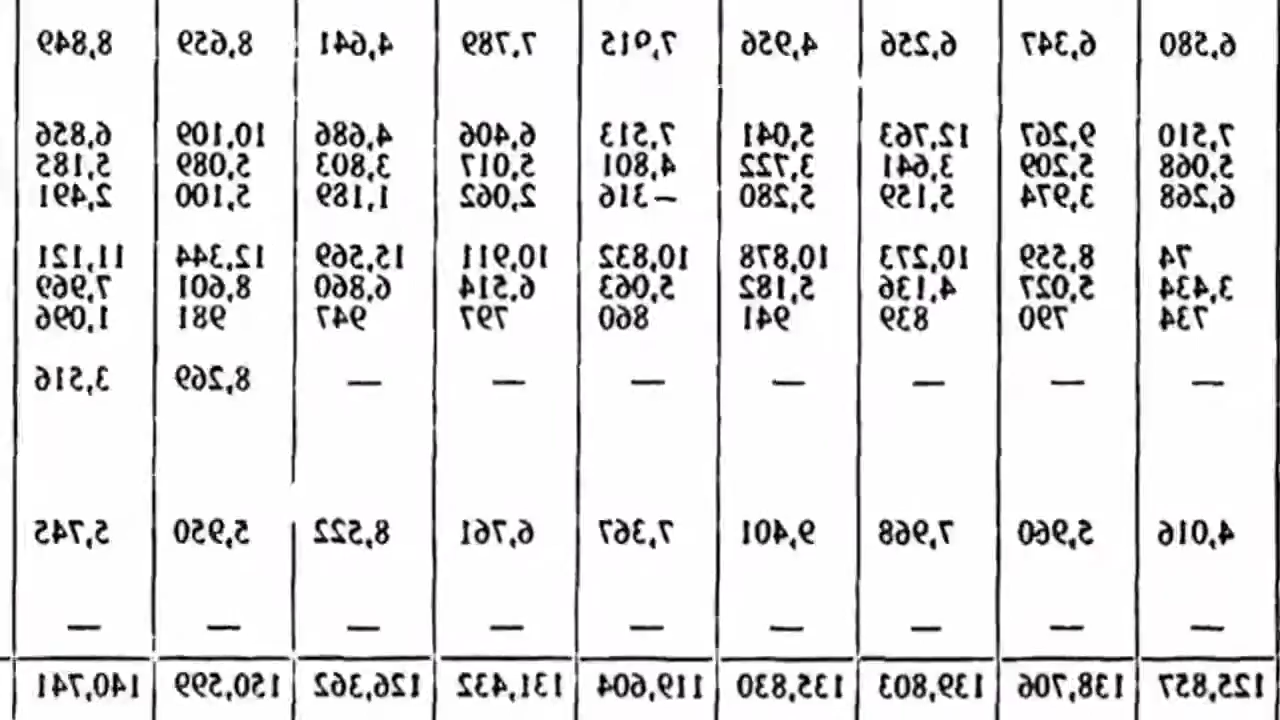 6,580 6,347 6,256 4,956 7,915 7,789 4,641 8,659 8,849
7,510 9,267 12,763 5,041 7,513 6,406 4,686 10,109 6,856
5,068 5,209 3,641 3,722 4,801 5,017 3,803 5,089 5,185
6,268 3,974 5,159 5,280 –316 2,062 1,189 5,100 2,491
74 8,559 10,273 10,878 10,832 10,911 15,569 12,344 11,121
3,434 5,027 4,136 5,182 5,063 6,514 6,860 8,601 7,969
734 790 839 941 860 797 947 981 1,096
— — — — — — — 8,269 3,516
4,016 5,960 7,968 9,401 7,367 6,761 8,522 5,950 5,745
— — — — — — — — —
125,857 138,706 139,803 135,830 119,604 131,432 126,362 150,599 140,741